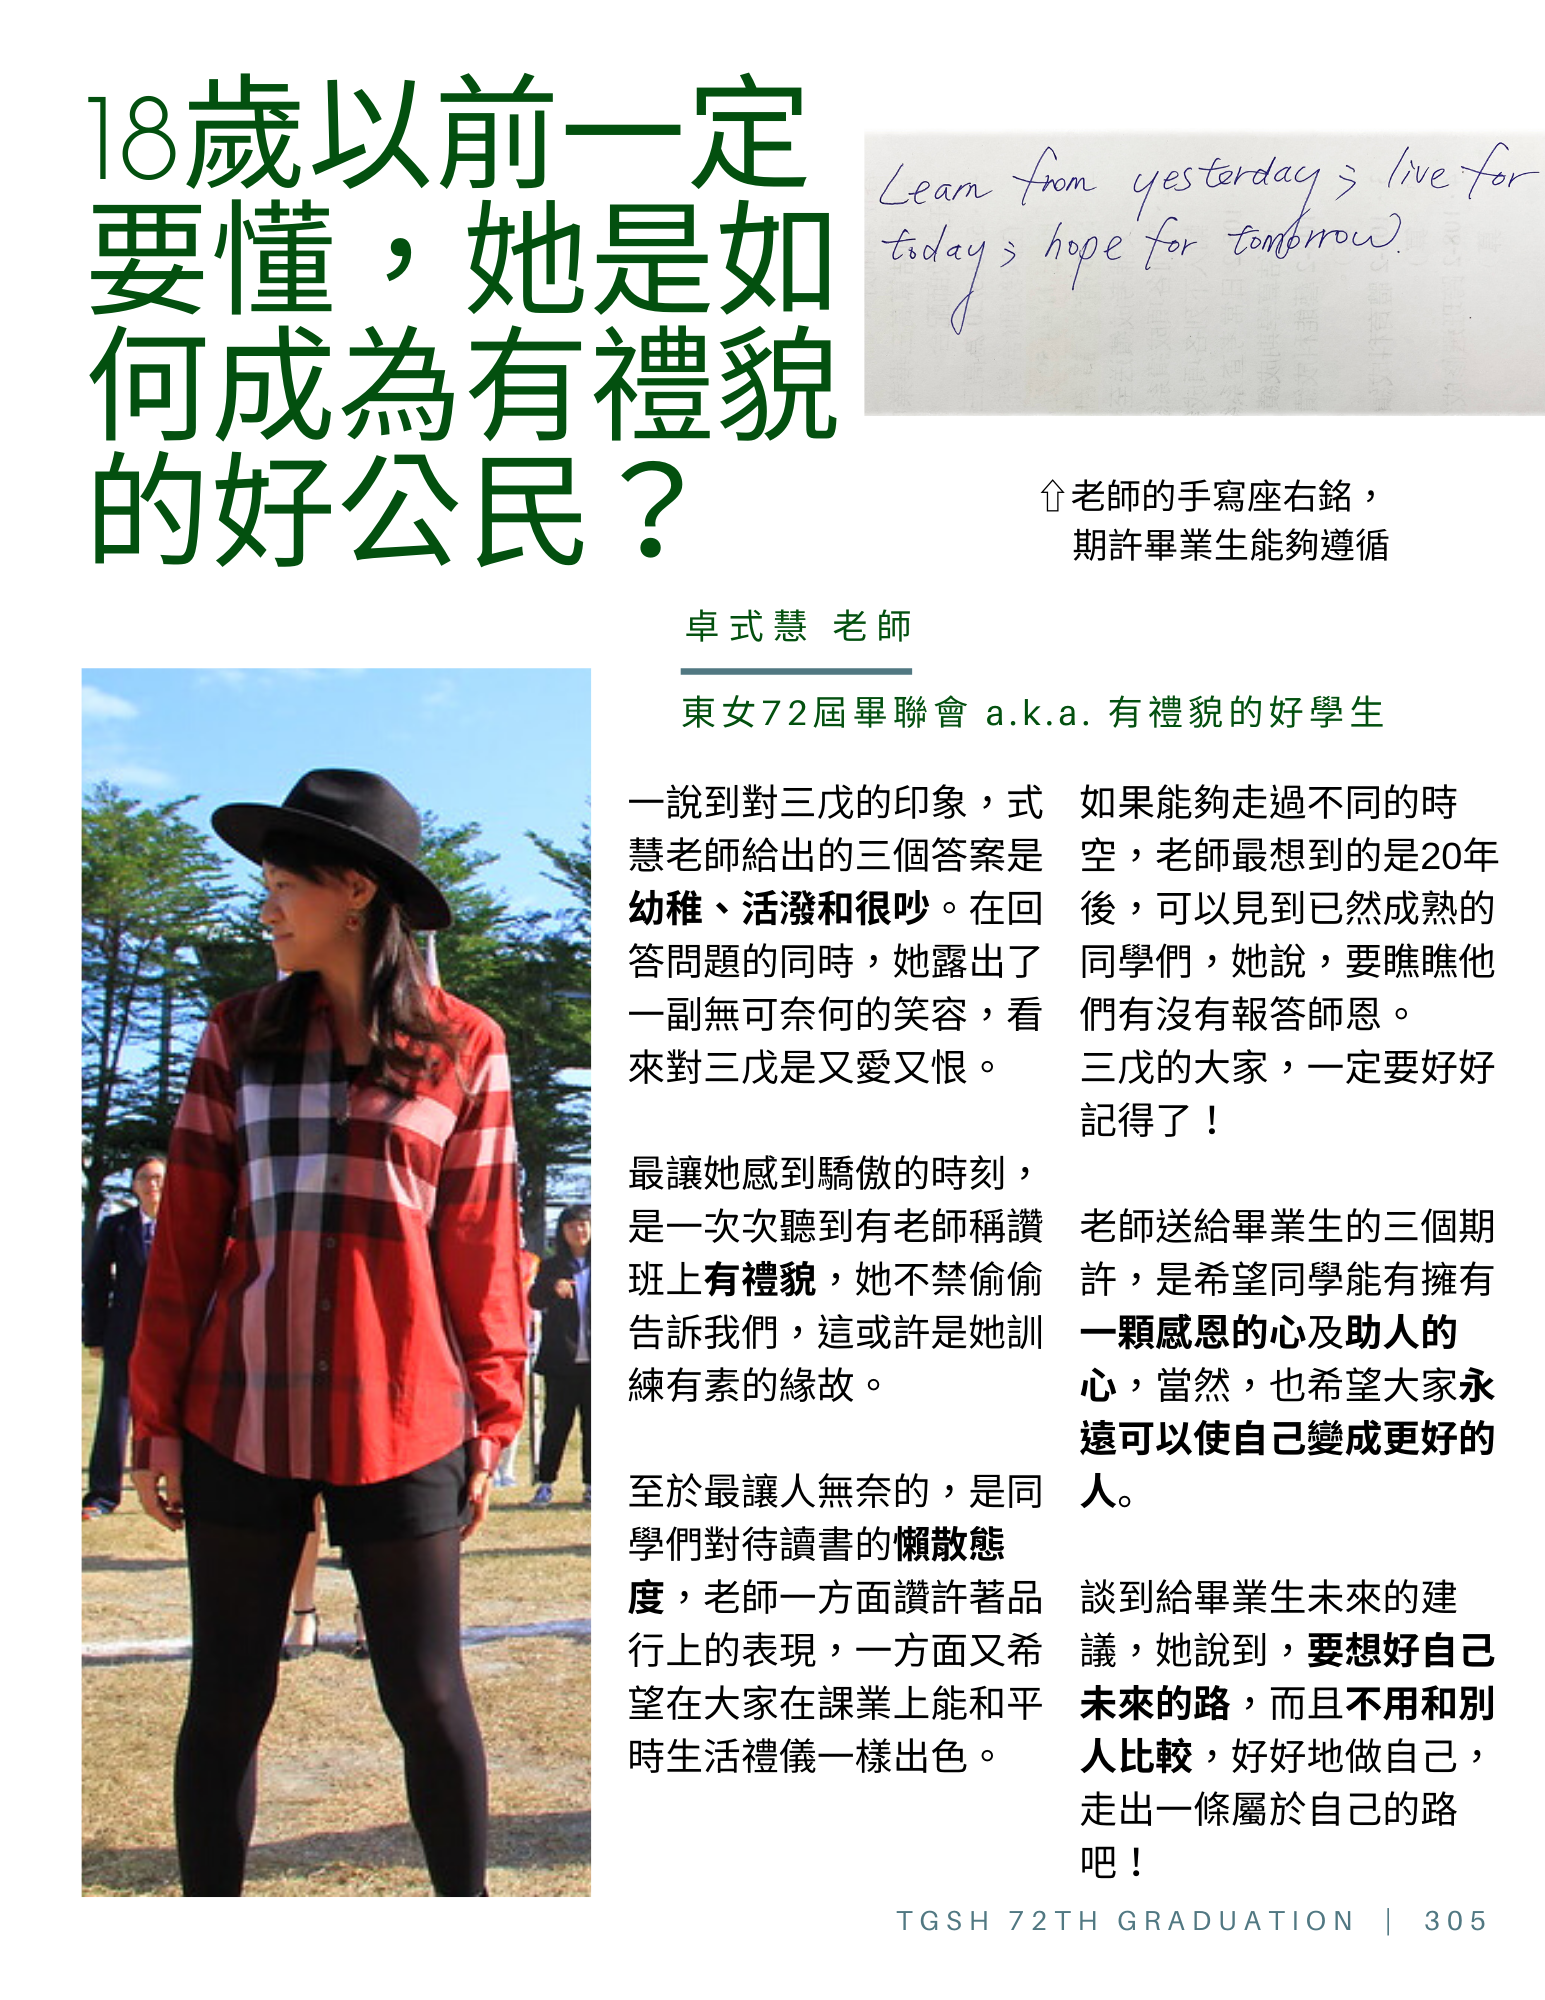 18歲以前一定
要懂，她是如
何成為有禮貌
的好公民？
Learn from yesterday; live for
today; hope for tomorrow.
⇧老師的手寫座右銘，
期許畢業生能夠遵循
卓式慧 老師
東女72屆畢聯會 a.k.a. 有禮貌的好學生
一說到對三戊的印象，式
慧老師給出的三個答案是
幼稚、活潑和很吵。在回
答問題的同時，她露出了
一副無可奈何的笑容，看
來對三戊是又愛又恨。
最讓她感到驕傲的時刻，
是一次次聽到有老師稱讚
班上有禮貌，她不禁偷偷
告訴我們，這或許是她訓
練有素的緣故。
至於最讓人無奈的，是同
學們對待讀書的懶散態
度，老師一方面讚許著品
行上的表現，一方面又希
望在大家在課業上能和平
時生活禮儀一樣出色。
如果能夠走過不同的時
空，老師最想到的是20年
後，可以見到已然成熟的
同學們，她說，要瞧瞧他
們有沒有報答師恩。
三戊的大家，一定要好好
記得了！
老師送給畢業生的三個期
許，是希望同學能有擁有
一顆感恩的心及助人的
心，當然，也希望大家永
遠可以使自己變成更好的
人。
談到給畢業生未來的建
議，她說到，要想好自己
未來的路，而且不用和別
人比較，好好地做自己，
走出一條屬於自己的路
吧！
TGSH 72TH GRADUATION | 305